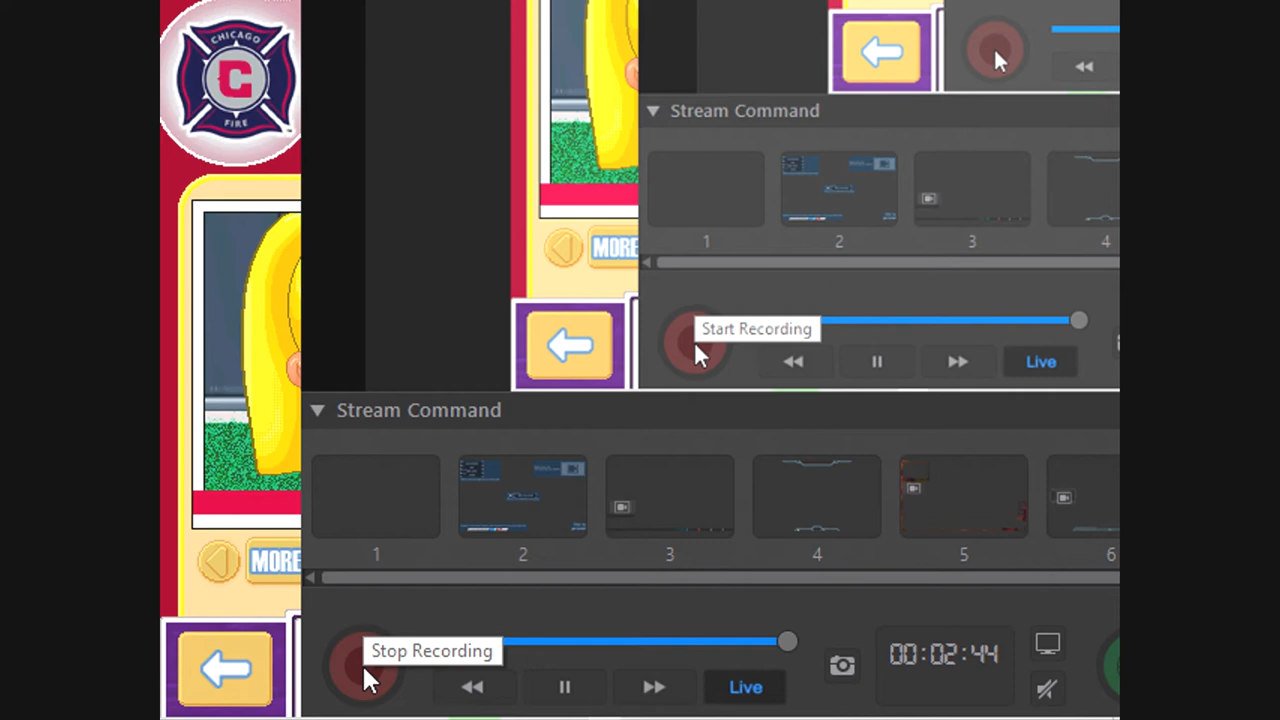 CHICAGO
C
FIRE
Stream Command
1 2 3 4
MORE
Start Recording
Live
Stream Command
1 2 3 4 5 6
MORE
Stop Recording
Live
00:02:44